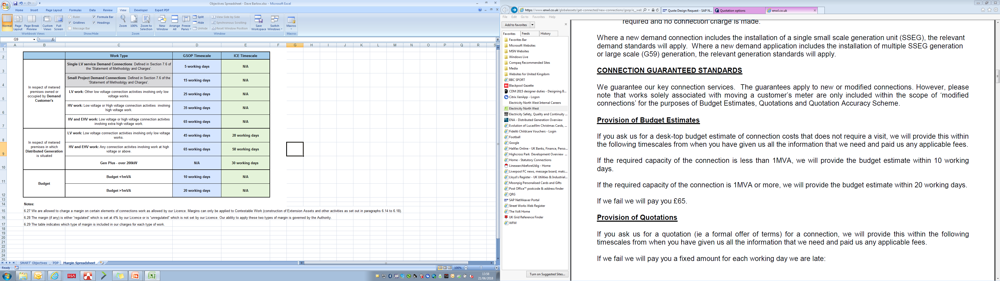 Objectives Spreadsheet - Dave Barlow.xlsx - Microsoft Excel
Home Insert Page Layout Formulas Data Review View Developer Expert PDF
Normal Page Layout Page Break Preview Custom Views Full Screen
Workbook Views
Ruler Formula Bar
Gridlines Headings
Message Bar
Show/Hide
Zoom 100% Zoom to Selection
Zoom
New Window Arrange All Freeze Panes
Split
Hide
Unhide
View Side by Side
Synchronous Scrolling
Reset Window Position
Window
Save Workspace Switch Windows
Macros
Macros
G9 fx
A B C D E F G H I J K L M N O P Q R S
1
2
3
4
5
6
7
8
9
10
11
12
13
14
15
16
17
18
19
20
21
22
23
24
25
Work Type GSOP Timescale ICE Timescale
In respect of metered
premises owned or
occupied by Demand
Customer's
Single LV service Demand Connections: Defined in Section 7.6 of
the 'Statement of Methodolgy and Charges'.
5 working days N/A
Small Project Demand Connections: Defined in Section 7.6 of the
'Statement of Methodolgy and Charges'.
15 working days N/A
LV work: Other low voltage connection activities involving only low
voltage works.
25 working days N/A
HV work: Low voltage or High voltage connection activities involving
high voltage work.
35 working days N/A
HV and EHV work: Low voltage or high voltage connection activites
involving extra high voltage work.
65 working days N/A
In respect of metered
premises in which
Distributed Generation
is situated
LV work: Low voltage connection activities involving only low voltage
works.
45 working days 28 working days
HV and EHV work: Any connection activites involving work at high
voltage or above.
65 working days 58 working days
Gen Plus - over 200kW N/A 30 working days
Budget
Budget <1mVA 10 working days N/A
Budget >1mVA 20 working days N/A
Notes:
6.27 We are allowed to charge a margin on certain elements of connections work as allowed by our Licence. Margins can only be applied to Contestable Work (construction of Extension Assets and other activities as set out in paragraphs 6.14 to 6.18).
6.28 The margin (if any) is either “regulated” which is set at 4% by our Licence or is “unregulated” which is not set by our Licence. Our ability to apply these two types of margin is governed by the Authority.
6.29 The table indicates which type of margin is included in our charges for each type of work.
SMART' Objectives PDP Margin Spreadsheet
Ready 100%
RSA
13:58
21/06/2018
https://www.enwl.co.uk/globalassets/get-connected/new-connections/gsop/e__wel
Quote Design Request - SAP N... Quotation options enwl.co.uk
File Edit Go to Favorites Help
Add to favorites
Favorites Feeds History
Favorites Bar
Microsoft Websites
MSN Websites
Windows Live
Compaq Recommended Sites
Media
Websites for United Kingdom
BBC SPORT
Blackpool Gazette
CDM 2015 designer duties - Designing B...
Citrix XenApp - Logon
Electricity North West Internal Careers
Electricity North West
Electricity Safety, Quality and Continuity ...
ENA - Distributed Generation Overview
Evolution of Lucasfilm Christmas Cards, ...
Fideliti Childcare Vouchers - Login
Football
Google
Halifax Online - UK Banks, Finance, Perso...
Highcross Park Development Overview ...
Home - Statutory Connections
LinesearchbeforeUdig - Home
Liverpool FC news, message board, matc...
Lloyd's Register - UK Utilities & Industrial...
Moonpig Personalised Cards and Gifts
Post Office™ postcode & address finder
QRG
SAP NetWeaver Portal
Street Works Web Register
The Volt Home
UK Grid Reference Finder
WFM
Turn on Suggested Sites...
required and no connection charge is made.
Where a new demand connection includes the installation of a single small scale generation unit (SSEG), the relevant
demand standards will apply. Where a new demand application includes the installation of multiple SSEG generation
or large scale (G59) generation, the relevant generation standards will apply.
CONNECTION GUARANTEED STANDARDS
We guarantee our key connection services. The guarantees apply to new or modified connections. However, please
note that works solely associated with moving a customer’s meter are only included within the scope of ‘modified
connections’ for the purposes of Budget Estimates, Quotations and Quotation Accuracy Scheme.
Provision of Budget Estimates
If you ask us for a desk-top budget estimate of connection costs that does not require a visit, we will provide this within
the following timescales from when you have given us all the information that we need and paid us any applicable fees.
If the required capacity of the connection is less than 1MVA, we will provide the budget estimate within 10 working
days.
If the required capacity of the connection is 1MVA or more, we will provide the budget estimate within 20 working days.
If we fail we will pay you £65.
Provision of Quotations
If you ask us for a quotation (ie a formal offer of terms) for a connection, we will provide this within the following
timescales from when you have given us all the information that we need and paid us any applicable fees.
If we fail we will pay you a fixed amount for each working day we are late: